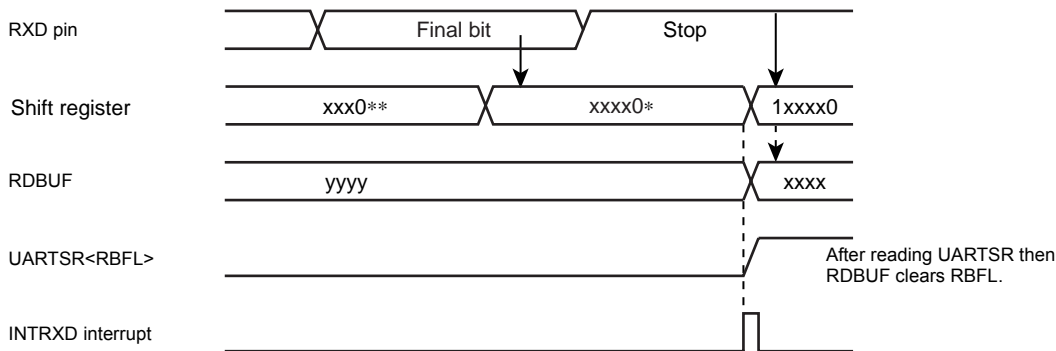 RXD pin
Final bit
Stop
Shift register
xxx0**
xxxx0*
1xxxx0
RDBUF
yyyy
xxxx
UARTSR<RBFL>
After reading UARTSR then
RDBUF clears RBFL.
INTRXD interrupt